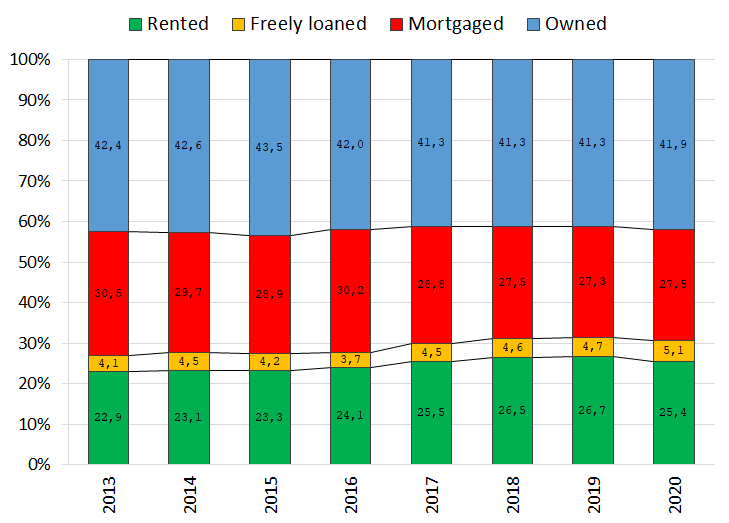 Rented Freely loaned Mortgaged Owned
100%
90%
80%
70%
60%
50%
40%
30%
20%
10%
0%
42,4 42,6 43,5 42,0 41,3 41,3 41,3 41,9
30,5 29,7 28,9 30,2 28,8 27,5 27,3 27,5
4,1 4,5 4,2 3,7 4,5 4,6 4,7 5,1
22,9 23,1 23,3 24,1 25,5 26,5 26,7 25,4
2013 2014 2015 2016 2017 2018 2019 2020